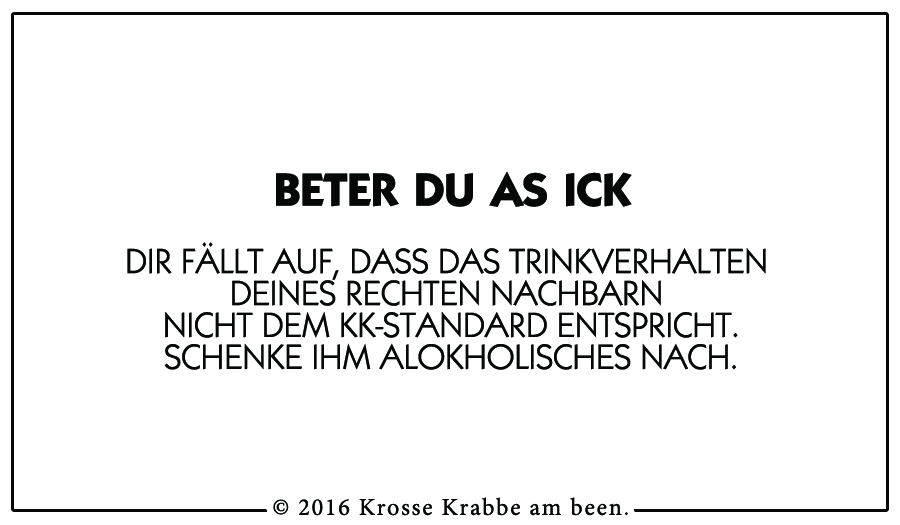 BETER DU AS ICK
DIR FÄLLT AUF, DASS DAS TRINKVERHALTEN
DEINES RECHTEN NACHBARN
NICHT DEM KK-STANDARD ENTSPRICHT.
SCHENKE IHM ALOKHOLISCHES NACH.
© 2016 Krosse Krabbe am been.